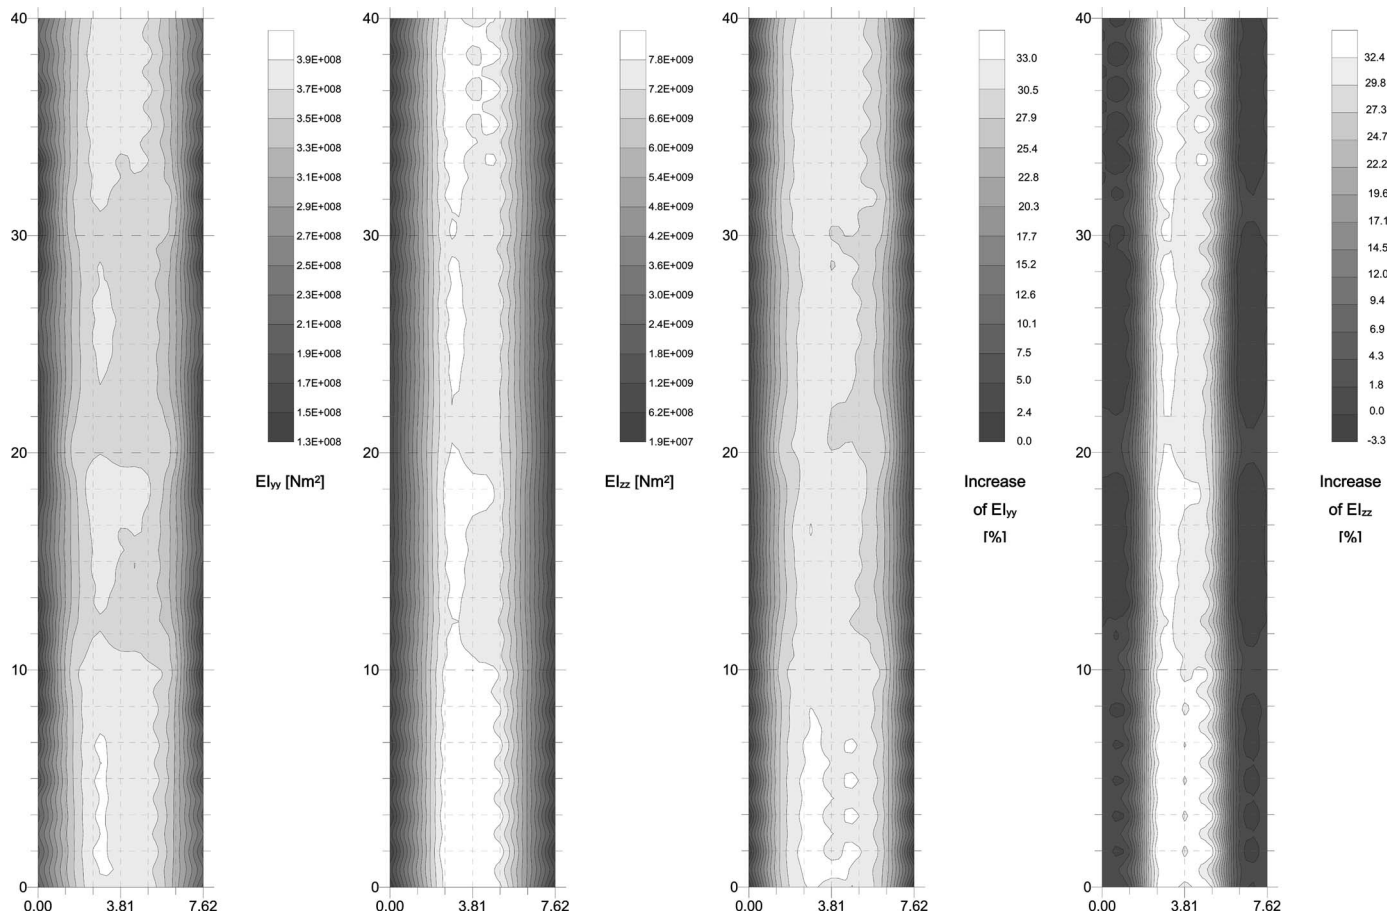 40
30
20
10
0
0.00 3.81 7.62
3.9E+008
3.7E+008
3.5E+008
3.3E+008
3.1E+008
2.9E+008
2.7E+008
2.5E+008
2.3E+008
2.1E+008
1.9E+008
1.7E+008
1.5E+008
1.3E+008
EIyy [Nm²]
40
30
20
10
0
0.00 3.81 7.62
7.8E+009
7.2E+009
6.6E+009
6.0E+009
5.4E+009
4.8E+009
4.2E+009
3.6E+009
3.0E+009
2.4E+009
1.8E+009
1.2E+009
6.2E+008
1.9E+007
EIzz [Nm²]
40
30
20
10
0
0.00 3.81 7.62
33.0
30.5
27.9
25.4
22.8
20.3
17.7
15.2
12.6
10.1
7.5
5.0
2.4
0.0
Increase
of EIyy
[%]
40
30
20
10
0
0.00 3.81 7.62
32.4
29.8
27.3
24.7
22.2
19.6
17.1
14.5
12.0
9.4
6.9
4.3
1.8
0.0
-3.3
Increase
of EIzz
[%]